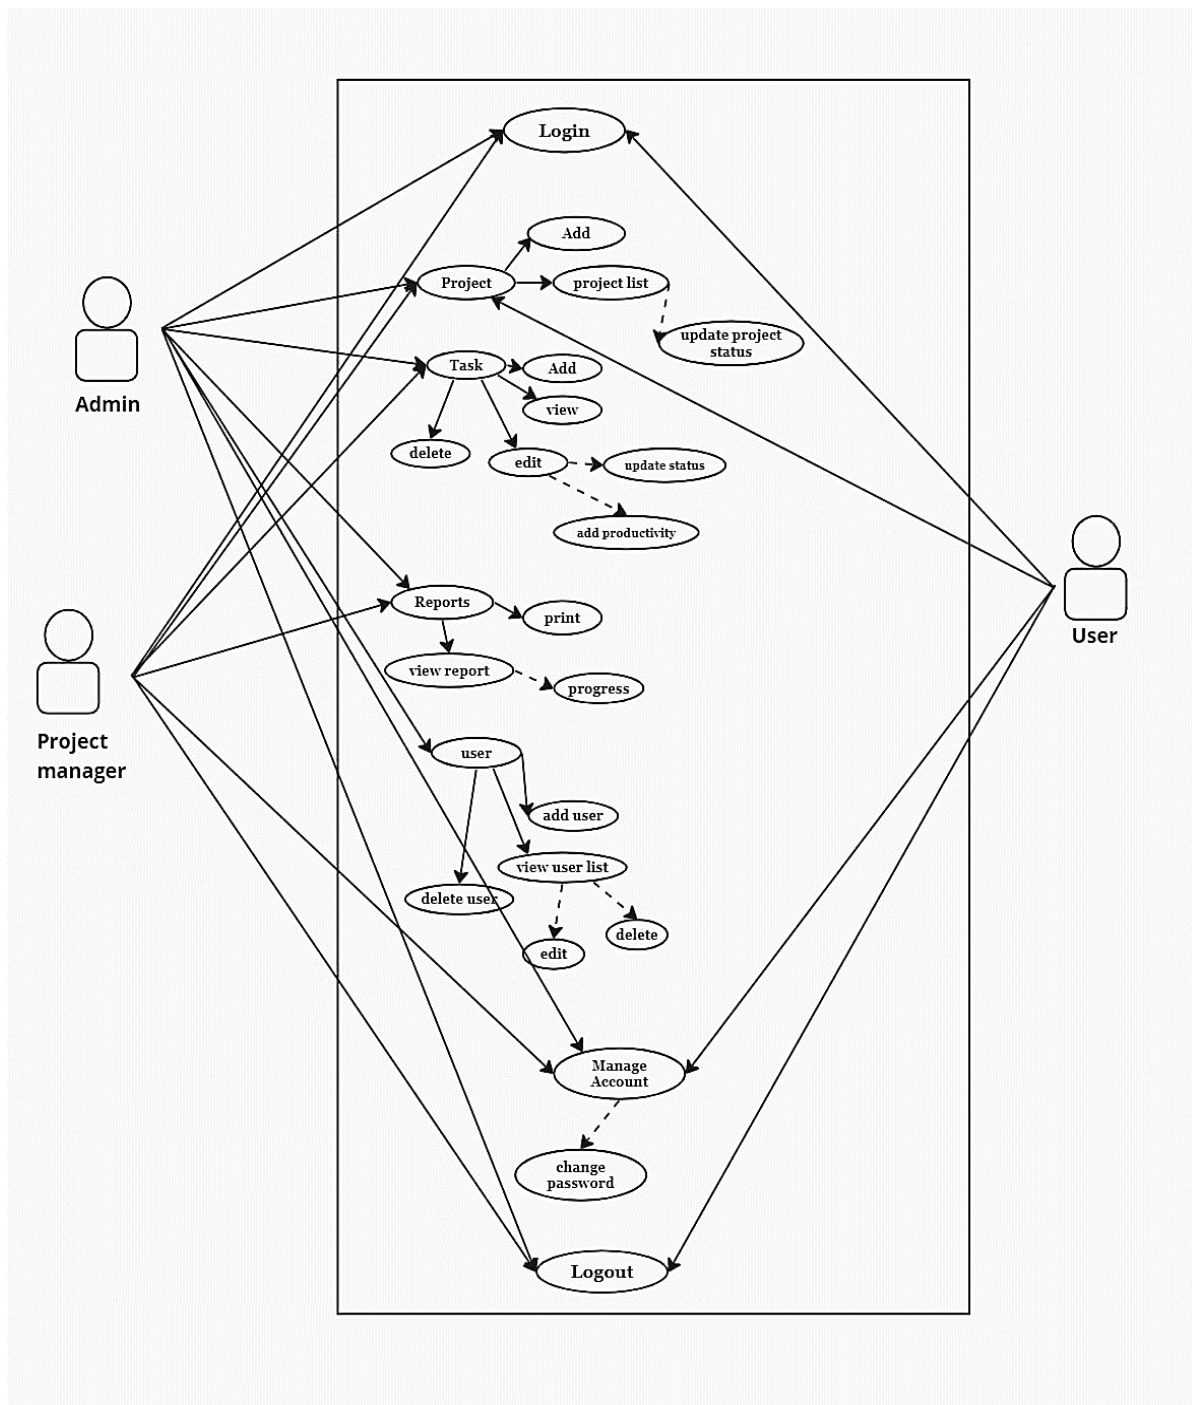 Login
Add
Project
project list
update project
status
Task
Add
view
Admin
delete
edit
update status
add productivity
Reports
print
User
view report
progress
Project
manager
user
add user
view user list
delete user
delete
edit
Manage
Account
change
password
Logout